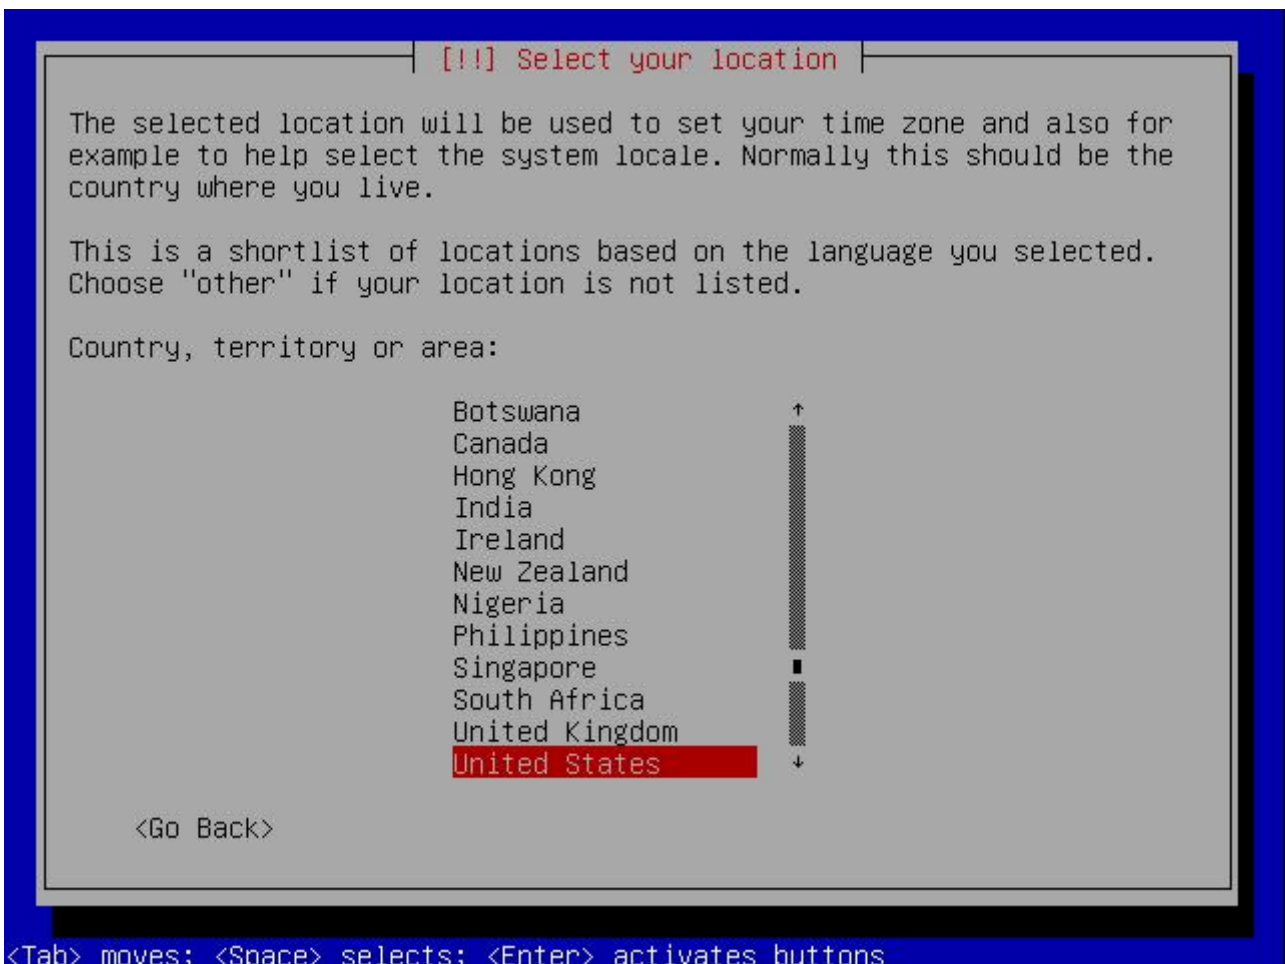 [!!] Select your location
The selected location will be used to set your time zone and also for
example to help select the system locale. Normally this should be the
country where you live.
This is a shortlist of locations based on the language you selected.
Choose "other" if your location is not listed.
Country, territory or area:
Botswana
Canada
Hong Kong
India
Ireland
New Zealand
Nigeria
Philippines
Singapore
South Africa
United Kingdom
United States
<Go Back>
<Tab> moves; <Space> selects; <Enter> activates buttons